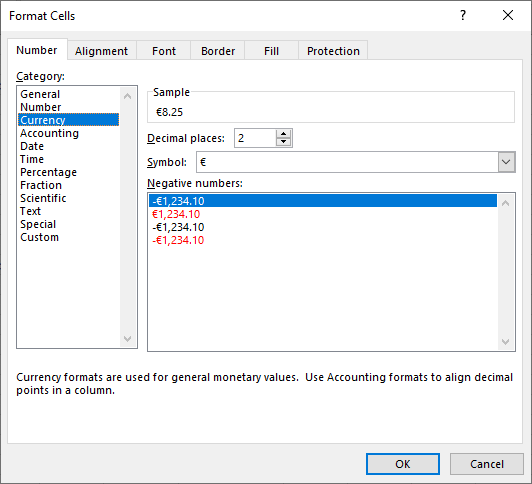 Format Cells
?
Number
Alignment
Font
Border
Fill
Protection
Category:
General
Number
Currency
Accounting
Date
Time
Percentage
Fraction
Scientific
Text
Special
Custom
Sample
€8.25
Decimal places: 2
Symbol: €
Negative numbers:
-€1,234.10
€1,234.10
-€1,234.10
-€1,234.10
Currency formats are used for general monetary values.  Use Accounting formats to align decimal
points in a column.
OK
Cancel